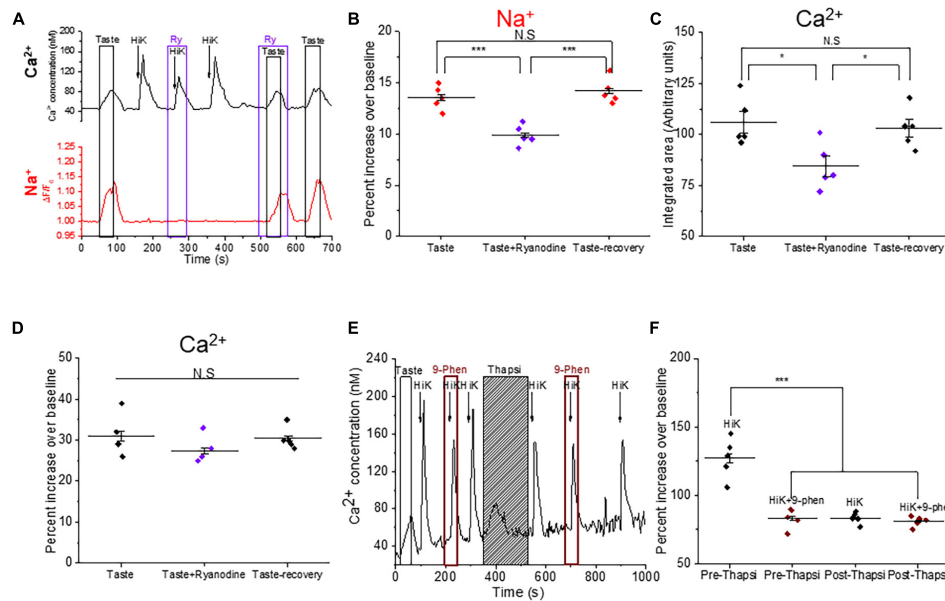 A
Ca²⁺
Ca²⁺ concentration (nM)
200
160
120
80
40
0
Taste
HiK
Ry
HiK
HiK
Ry
Taste
Taste
Na⁺
ΔF/F₀
1.25
1.20
1.15
1.10
1.05
1.00
0.95
0
100
200
300
400
500
600
700
Time (s)
B
Na⁺
Percent increase over baseline
20
15
10
5
0
N.S
***
***
Taste
Taste+Ryanodine
Taste-recovery
C
Ca²⁺
Integrated area (Arbitrary units)
150
125
100
75
50
N.S
*
*
Taste
Taste+Ryanodine
Taste-recovery
D
Ca²⁺
Percent increase over baseline
50
40
30
20
10
0
N.S
Taste
Taste+Ryanodine
Taste-recovery
E
Ca²⁺ concentration (nM)
240
200
160
120
80
40
Taste
9-Phen
Thapsi
9-Phen
HiK
HiK
HiK
HiK
HiK
HiK
0
200
400
600
800
1000
Time (s)
F
Percent increase over baseline
200
150
100
50
***
HiK
HiK+9-phen
HiK
HiK+9-phen
Pre-Thapsi
Pre-Thapsi
Post-Thapsi
Post-Thapsi